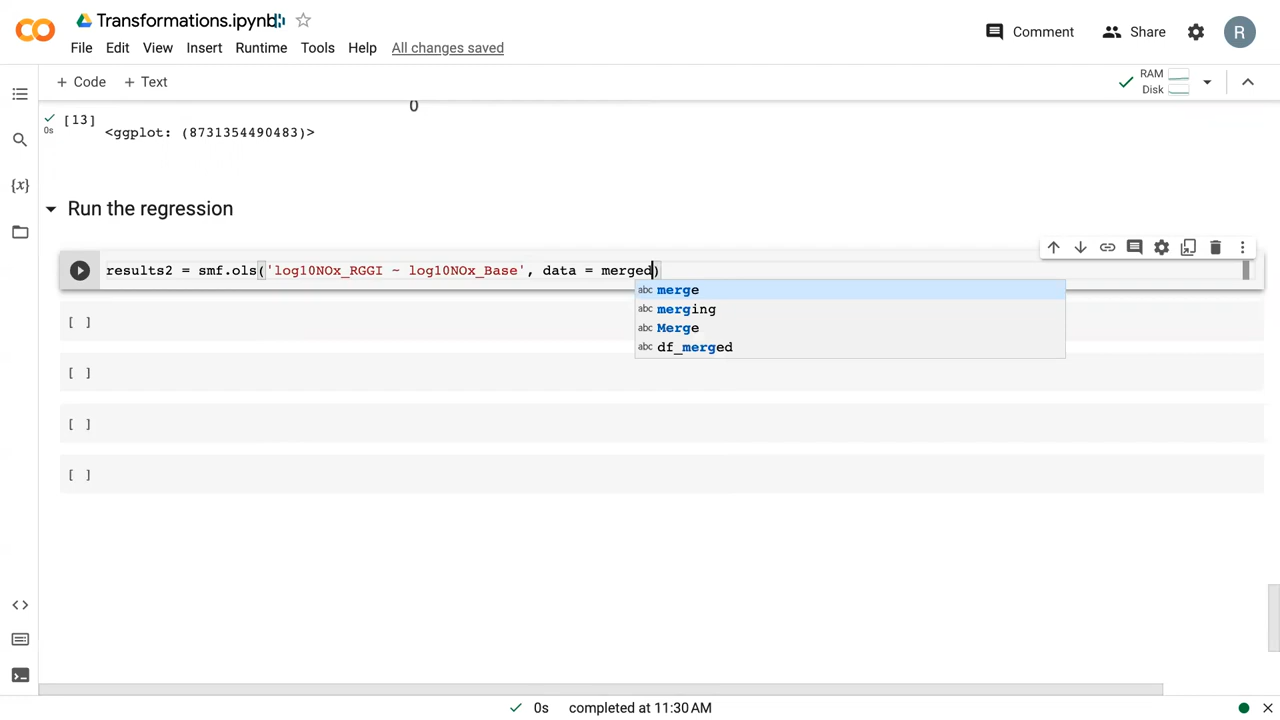 Transformations.ipynb
File Edit View Insert Runtime Tools Help All changes saved
Comment Share R
+ Code + Text
RAM
Disk
0
[13]
0s
<ggplot: (8731354490483)>
{x}
Run the regression
results2 = smf.ols('log10NOx_RGGI ~ log10NOx_Base', data = merged)
abc merge
abc merging
abc Merge
abc df_merged
[ ]
[ ]
[ ]
[ ]
0s completed at 11:30 AM